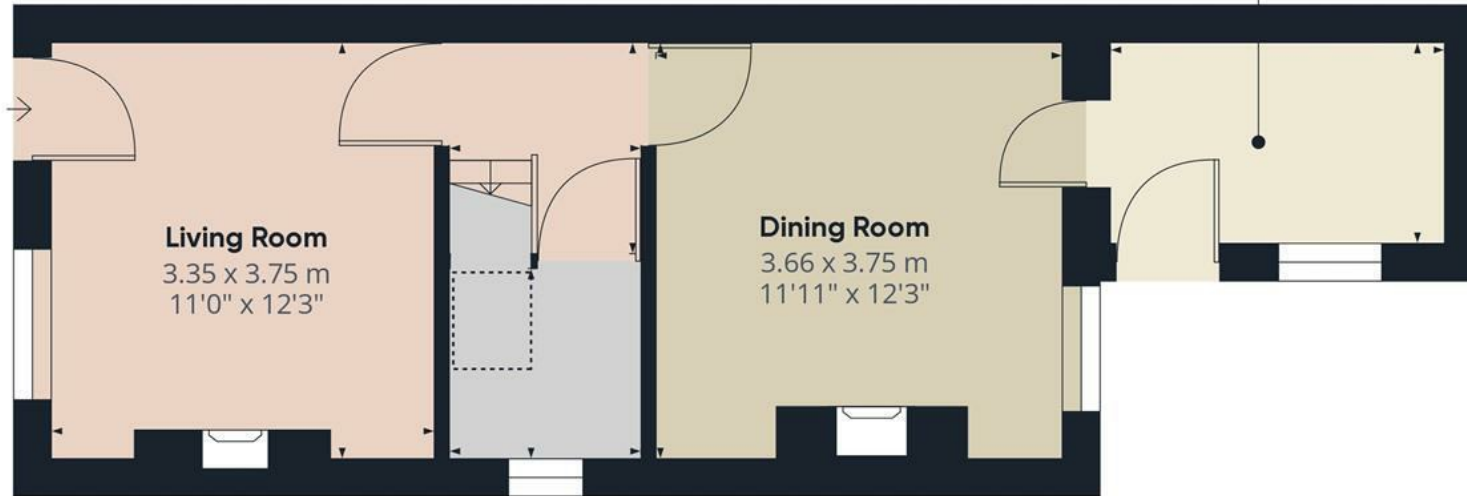 Living Room
3.35 x 3.75 m
11'0" x 12'3"
Dining Room
3.66 x 3.75 m
11'11" x 12'3"